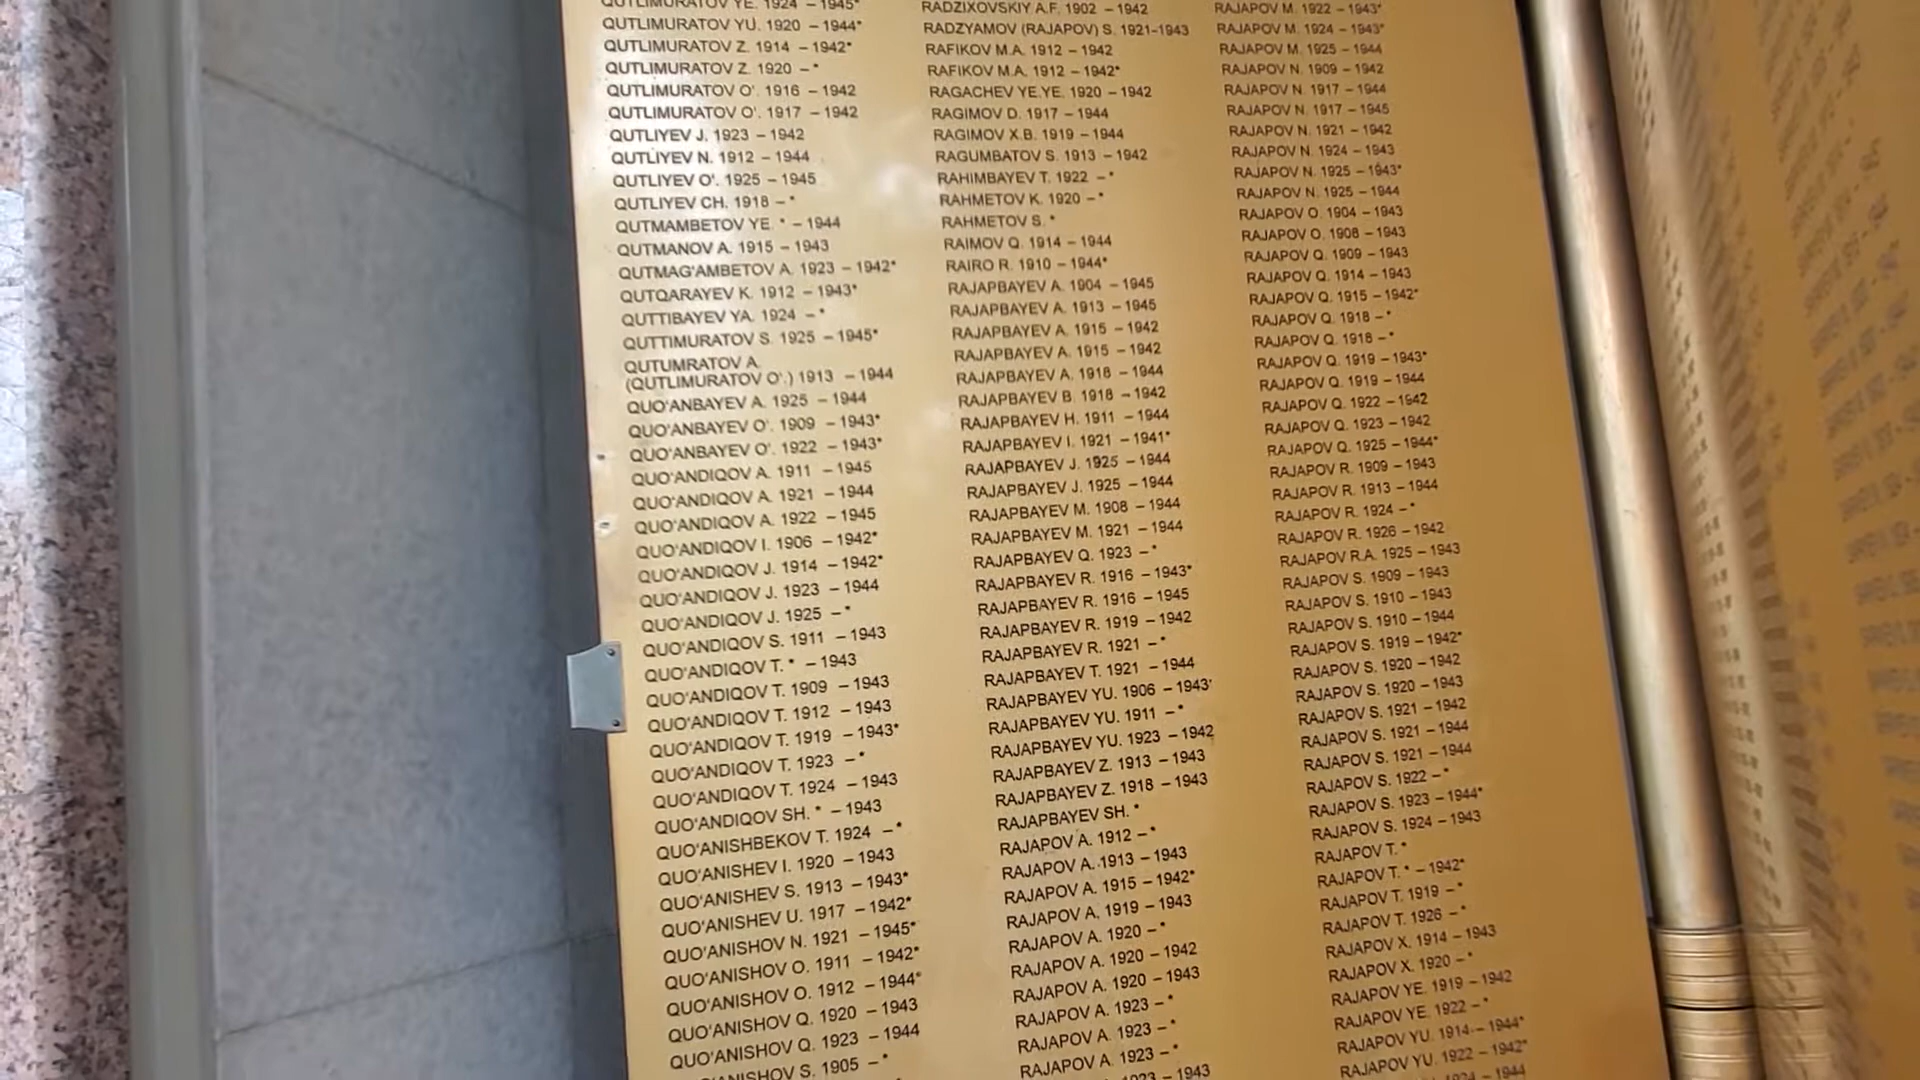 QUTLIMURATOV YE. 1924 – 1945*
QUTLIMURATOV YU. 1920 – 1944*
QUTLIMURATOV Z. 1914 – 1942*
QUTLIMURATOV Z. 1920 – *
QUTLIMURATOV O'. 1916 – 1942
QUTLIMURATOV O'. 1917 – 1942
QUTLIYEV J. 1923 – 1942
QUTLIYEV N. 1912 – 1944
QUTLIYEV O'. 1925 – 1945
QUTLIYEV CH. 1918 – *
QUTMAMBETOV YE. * – 1944
QUTMANOV A. 1915 – 1943
QUTMAG'AMBETOV A. 1923 – 1942*
QUTQARAYEV K. 1912 – 1943*
QUTTIBAYEV YA. 1924 – *
QUTTIMURATOV S. 1925 – 1945*
QUTUMRATOV A.
(QUTLIMURATOV O'.) 1913 – 1944
QUO'ANBAYEV A. 1925 – 1944
QUO'ANBAYEV O'. 1909 – 1943*
QUO'ANBAYEV O'. 1922 – 1943*
QUO'ANDIQOV A. 1911 – 1945
QUO'ANDIQOV A. 1921 – 1944
QUO'ANDIQOV A. 1922 – 1945
QUO'ANDIQOV I. 1906 – 1942*
QUO'ANDIQOV J. 1914 – 1942*
QUO'ANDIQOV J. 1923 – 1944
QUO'ANDIQOV J. 1925 – *
QUO'ANDIQOV S. 1911 – 1943
QUO'ANDIQOV T. * – 1943
QUO'ANDIQOV T. 1909 – 1943
QUO'ANDIQOV T. 1912 – 1943
QUO'ANDIQOV T. 1919 – 1943*
QUO'ANDIQOV T. 1923 – *
QUO'ANDIQOV T. 1924 – 1943
QUO'ANDIQOV SH. * – 1943
QUO'ANISHBEKOV T. 1924 – *
QUO'ANISHEV I. 1920 – 1943
QUO'ANISHEV S. 1913 – 1943*
QUO'ANISHEV U. 1917 – 1942*
QUO'ANISHOV N. 1921 – 1945*
QUO'ANISHOV O. 1911 – 1942*
QUO'ANISHOV O. 1912 – 1944*
QUO'ANISHOV Q. 1920 – 1943
QUO'ANISHOV Q. 1923 – 1944
QUO'ANISHOV S. 1905 – *
RADZIXOVSKIY A.F. 1902 – 1942
RADZYAMOV (RAJAPOV) S. 1921-1943
RAFIKOV M.A. 1912 – 1942
RAFIKOV M.A. 1912 – 1942*
RAGACHEV YE.YE. 1920 – 1942
RAGIMOV D. 1917 – 1944
RAGIMOV X.B. 1919 – 1944
RAGUMBATOV S. 1913 – 1942
RAHIMBAYEV T. 1922 – *
RAHMETOV K. 1920 – *
RAHMETOV S. *
RAIMOV Q. 1914 – 1944
RAIRO R. 1910 – 1944*
RAJAPBAYEV A. 1904 – 1945
RAJAPBAYEV A. 1913 – 1945
RAJAPBAYEV A. 1915 – 1942
RAJAPBAYEV A. 1915 – 1942
RAJAPBAYEV A. 1918 – 1944
RAJAPBAYEV B. 1918 – 1942
RAJAPBAYEV H. 1911 – 1944
RAJAPBAYEV I. 1921 – 1941*
RAJAPBAYEV J. 1925 – 1944
RAJAPBAYEV J. 1925 – 1944
RAJAPBAYEV M. 1908 – 1944
RAJAPBAYEV M. 1921 – 1944
RAJAPBAYEV Q. 1923 – *
RAJAPBAYEV R. 1916 – 1943*
RAJAPBAYEV R. 1916 – 1945
RAJAPBAYEV R. 1919 – 1942
RAJAPBAYEV R. 1921 – *
RAJAPBAYEV T. 1921 – 1944
RAJAPBAYEV YU. 1906 – 1943'
RAJAPBAYEV YU. 1911 – *
RAJAPBAYEV YU. 1923 – 1942
RAJAPBAYEV Z. 1913 – 1943
RAJAPBAYEV Z. 1918 – 1943
RAJAPBAYEV SH. *
RAJAPOV A. 1912 – *
RAJAPOV A. 1913 – 1943
RAJAPOV A. 1915 – 1942*
RAJAPOV A. 1919 – 1943
RAJAPOV A. 1920 – *
RAJAPOV A. 1920 – 1942
RAJAPOV A. 1920 – 1943
RAJAPOV A. 1923 – *
RAJAPOV A. 1923 – *
RAJAPOV A. 1923 – *
1923 – 1943
RAJAPOV M. 1922 – 1943*
RAJAPOV M. 1924 – 1943*
RAJAPOV M. 1925 – 1944
RAJAPOV N. 1909 – 1942
RAJAPOV N. 1917 – 1944
RAJAPOV N. 1917 – 1945
RAJAPOV N. 1921 – 1942
RAJAPOV N. 1924 – 1943
RAJAPOV N. 1925 – 1943*
RAJAPOV N. 1925 – 1944
RAJAPOV O. 1904 – 1943
RAJAPOV O. 1908 – 1943
RAJAPOV Q. 1909 – 1943
RAJAPOV Q. 1914 – 1943
RAJAPOV Q. 1915 – 1942*
RAJAPOV Q. 1918 – *
RAJAPOV Q. 1918 – *
RAJAPOV Q. 1919 – 1943*
RAJAPOV Q. 1919 – 1944
RAJAPOV Q. 1922 – 1942
RAJAPOV Q. 1923 – 1942
RAJAPOV Q. 1925 – 1944*
RAJAPOV R. 1909 – 1943
RAJAPOV R. 1913 – 1944
RAJAPOV R. 1924 – *
RAJAPOV R. 1926 – 1942
RAJAPOV R.A. 1925 – 1943
RAJAPOV S. 1909 – 1943
RAJAPOV S. 1910 – 1943
RAJAPOV S. 1910 – 1944
RAJAPOV S. 1919 – 1942*
RAJAPOV S. 1920 – 1942
RAJAPOV S. 1920 – 1943
RAJAPOV S. 1921 – 1942
RAJAPOV S. 1921 – 1944
RAJAPOV S. 1921 – 1944
RAJAPOV S. 1922 – *
RAJAPOV S. 1923 – 1944*
RAJAPOV S. 1924 – 1943
RAJAPOV T. *
RAJAPOV T. * – 1942*
RAJAPOV T. 1919 – *
RAJAPOV T. 1926 – *
RAJAPOV X. 1914 – 1943
RAJAPOV X. 1920 – *
RAJAPOV YE. 1919 – 1942
RAJAPOV YE. 1922 – *
RAJAPOV YU. 1914 – 1944*
RAJAPOV YU. 1922 – 1942*
1924 – 1944